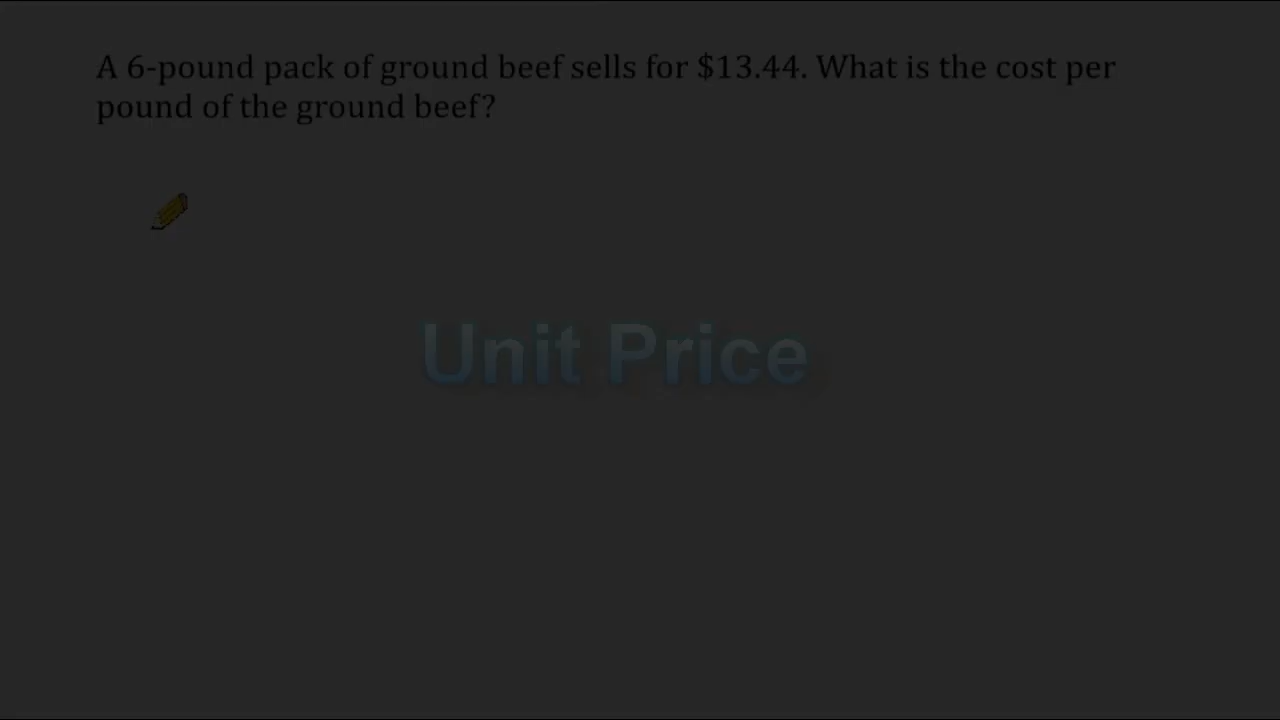 A 6-pound pack of ground beef sells for $13.44. What is the cost per
pound of the ground beef?
Unit Price